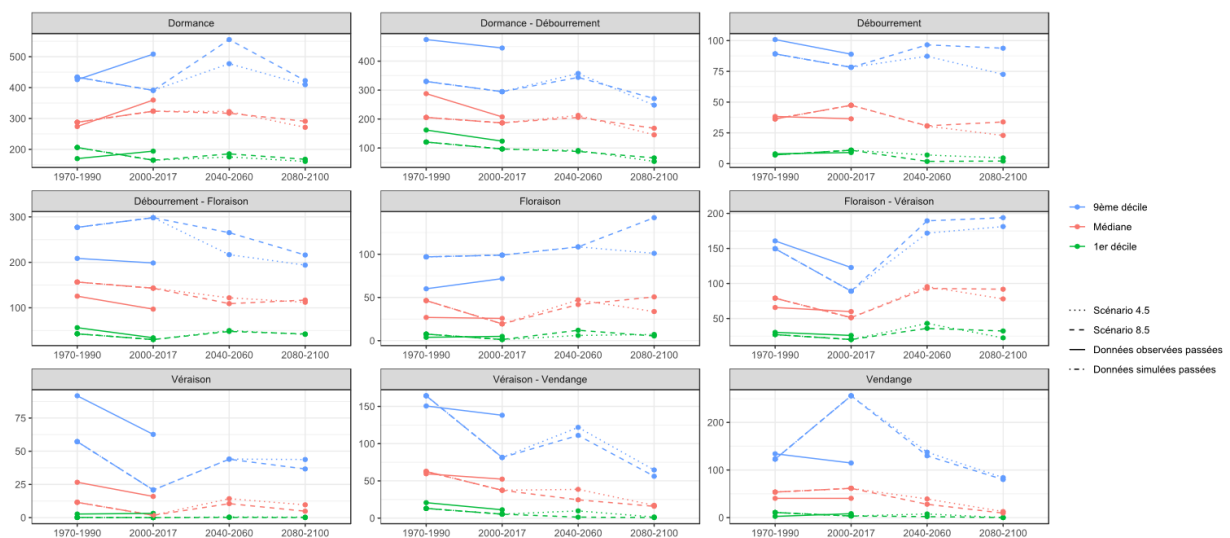 Dormance
500
400
300
200
1970-1990 2000-2017 2040-2060 2080-2100
Dormance - Débourrement
400
300
200
100
1970-1990 2000-2017 2040-2060 2080-2100
Débourrement
100
75
50
25
0
1970-1990 2000-2017 2040-2060 2080-2100
Débourrement - Floraison
300
200
100
1970-1990 2000-2017 2040-2060 2080-2100
Floraison
100
50
0
1970-1990 2000-2017 2040-2060 2080-2100
Floraison - Véraison
200
150
100
50
1970-1990 2000-2017 2040-2060 2080-2100
Véraison
75
50
25
0
1970-1990 2000-2017 2040-2060 2080-2100
Véraison - Vendange
150
100
50
0
1970-1990 2000-2017 2040-2060 2080-2100
Vendange
200
100
0
1970-1990 2000-2017 2040-2060 2080-2100
9ème décile
Médiane
1er décile
Scénario 4.5
Scénario 8.5
Données observées passées
Données simulées passées